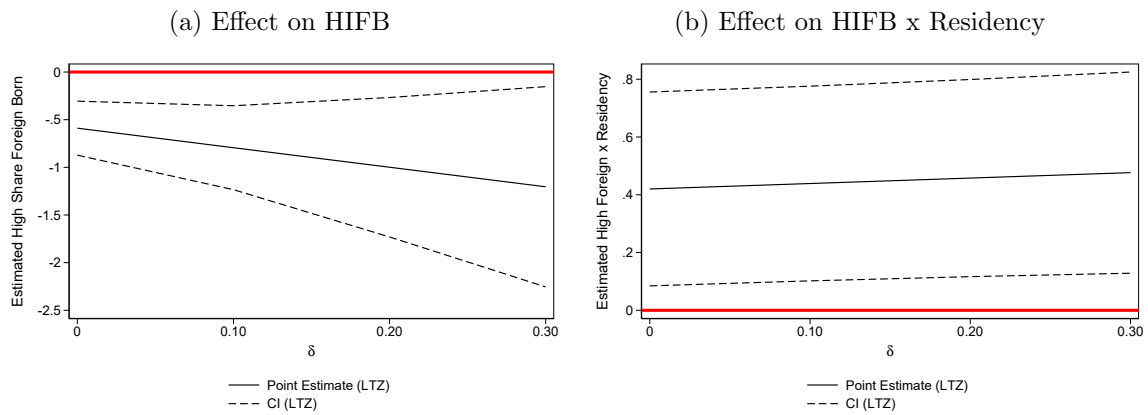 (a) Effect on HIFB
Estimated High Share Foreign Born
0
-.5
-1
-1.5
-2
-2.5
0 0.10 0.20 0.30
δ
Point Estimate (LTZ)
CI (LTZ)
(b) Effect on HIFB x Residency
Estimated High Foreign x Residency
.8
.6
.4
.2
0
0 0.10 0.20 0.30
δ
Point Estimate (LTZ)
CI (LTZ)